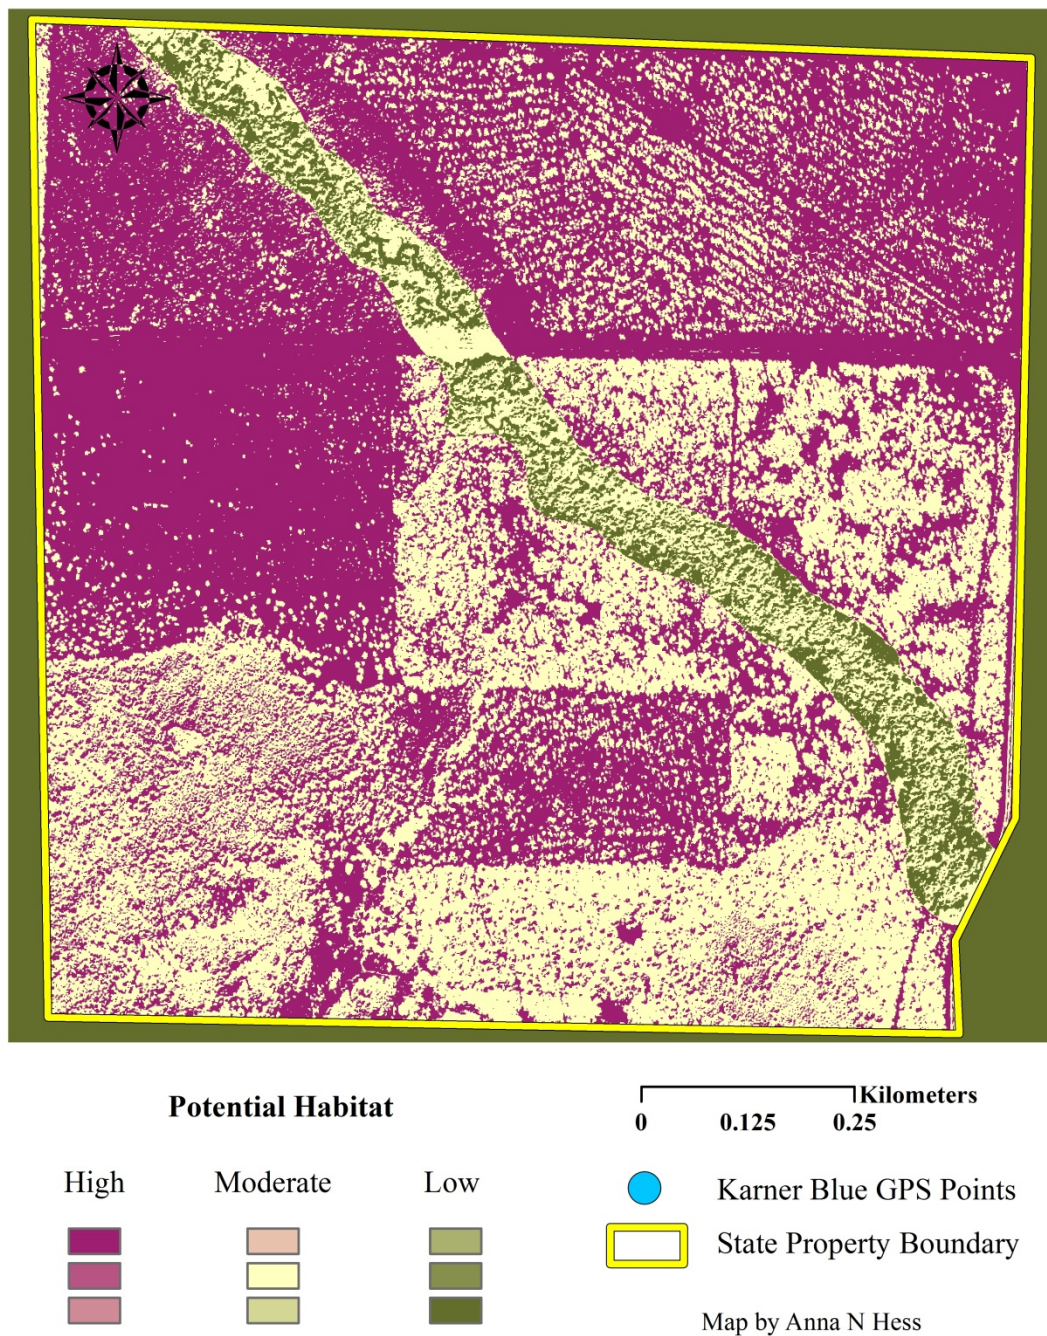 Potential Habitat
High Moderate Low
Kilometers
0 0.125 0.25
Karner Blue GPS Points
State Property Boundary
Map by Anna N Hess